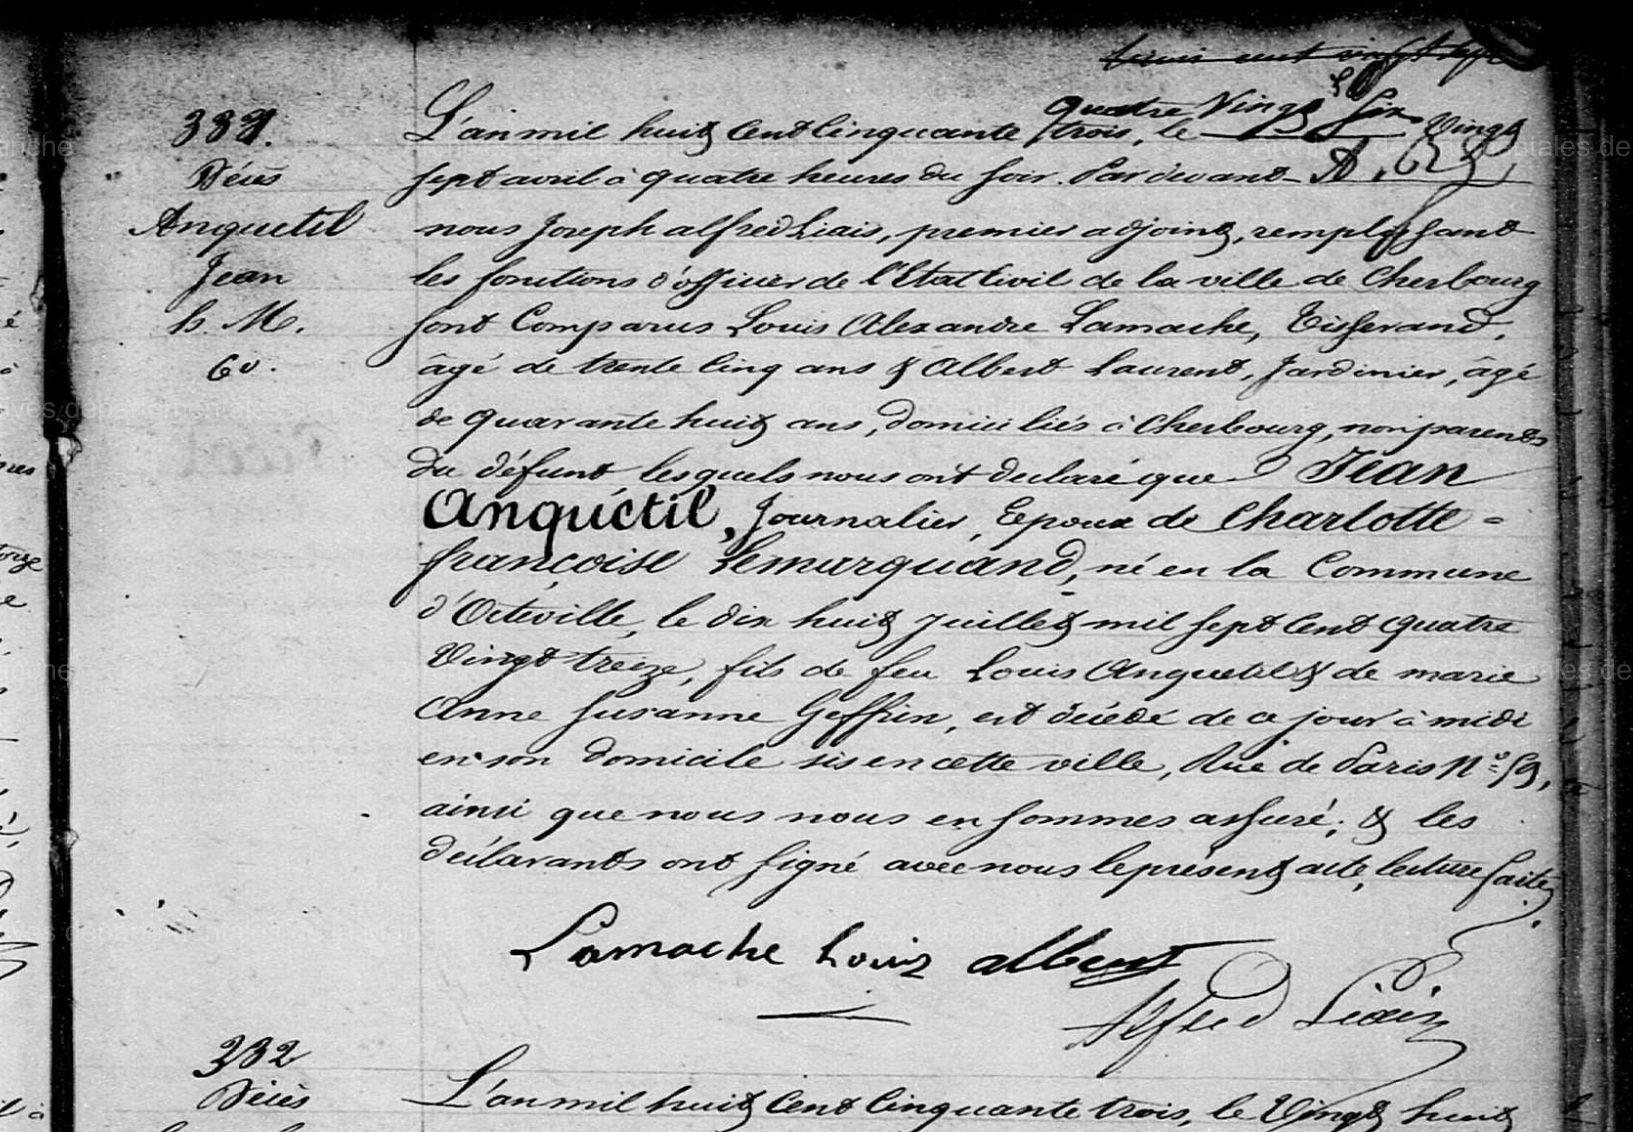 trois cent vingt sept
quatre Vingt Six
331. L'an mil huit Cent Cinquante trois, le Vingt
Décès sept avril à quatre heures du soir. Par devant A.
Anquetil nous Joseph alfred Liais, premier adjoint, remplissant
Jean les fonctions d'officier de l'Etat Civil de la ville de Cherbourg
h. M. sont Comparus Louis Alexandre Lamache, Tisserand,
60. âgé de trente cinq ans & Albert Laurent, Jardinier, âgé
de quarante huit ans, domiciliés à Cherbourg, non parents
du défunt, lesquels nous ont declaré que Jean
Anquétil, Journalier, Epoux de Charlotte =
françoise Lemarquand, né en la Commune
d'Octeville, le dix huit Juillet mil sept Cent quatre
Vingt treize, fils de feu Louis Anquetil & de marie
Anne Susanne Geffrin, est décédé de ce jour à midi
en son domicile sis en cette ville, Rue de Paris N° 59,
ainsi que nous nous en sommes assuré; & les
déclarants ont signé avec nous le présent acte, lecture faite.
Lamache Louis albert
Alfred Liais
332
Décès L'an mil huit Cent Cinquante trois, le Vingt huit